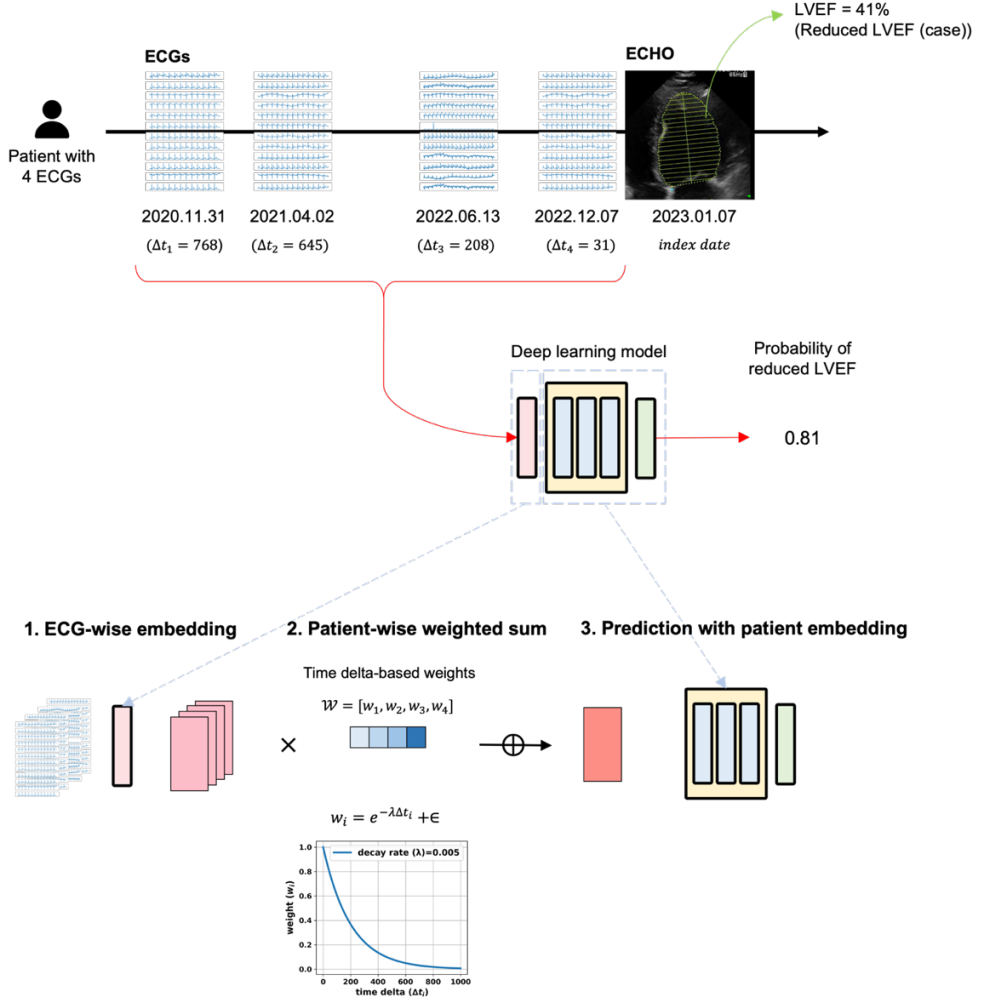 LVEF = 41%
(Reduced LVEF (case))
ECGs
ECHO
Patient with
4 ECGs
2020.11.31
2021.04.02
2022.06.13
2022.12.07
2023.01.07
(Δt₁ = 768)
(Δt₂ = 645)
(Δt₃ = 208)
(Δt₄ = 31)
index date
Deep learning model
Probability of
reduced LVEF
0.81
1. ECG-wise embedding
2. Patient-wise weighted sum
3. Prediction with patient embedding
Time delta-based weights
𝒲 = [w₁, w₂, w₃, w₄]
×
wᵢ = e^{−λΔtᵢ} +∈
decay rate (λ)=0.005
1.0
0.8
0.6
0.4
0.2
0.0
weight (wᵢ)
0 200 400 600 800 1000
time delta (Δtᵢ)